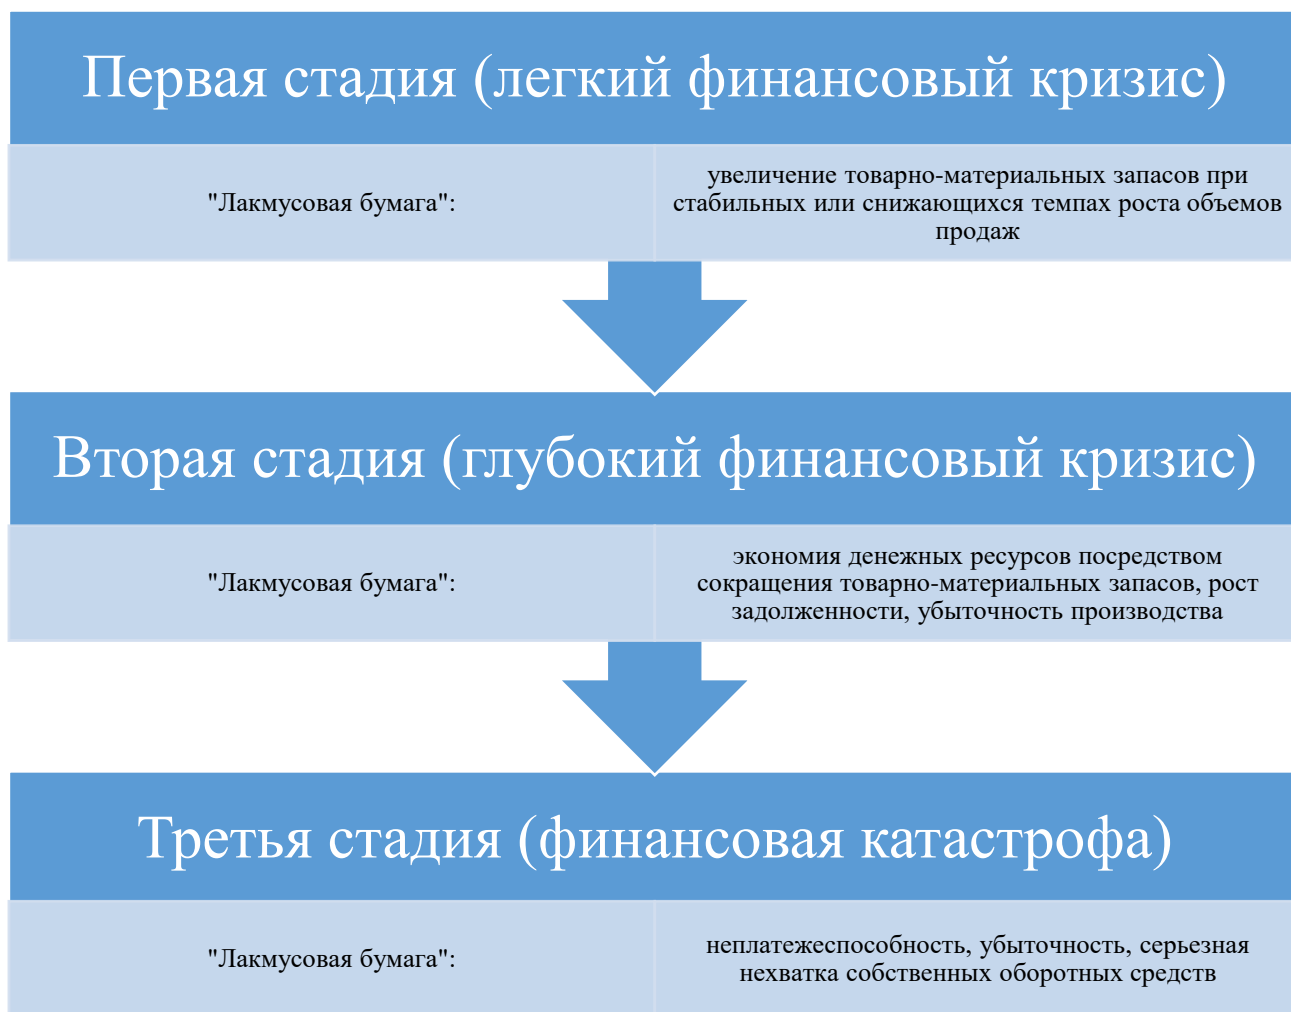 Первая стадия (легкий финансовый кризис)
"Лакмусовая бумага":
увеличение товарно-материальных запасов при
стабильных или снижающихся темпах роста объемов
продаж
Вторая стадия (глубокий финансовый кризис)
"Лакмусовая бумага":
экономия денежных ресурсов посредством
сокращения товарно-материальных запасов, рост
задолженности, убыточность производства
Третья стадия (финансовая катастрофа)
"Лакмусовая бумага":
неплатежеспособность, убыточность, серьезная
нехватка собственных оборотных средств